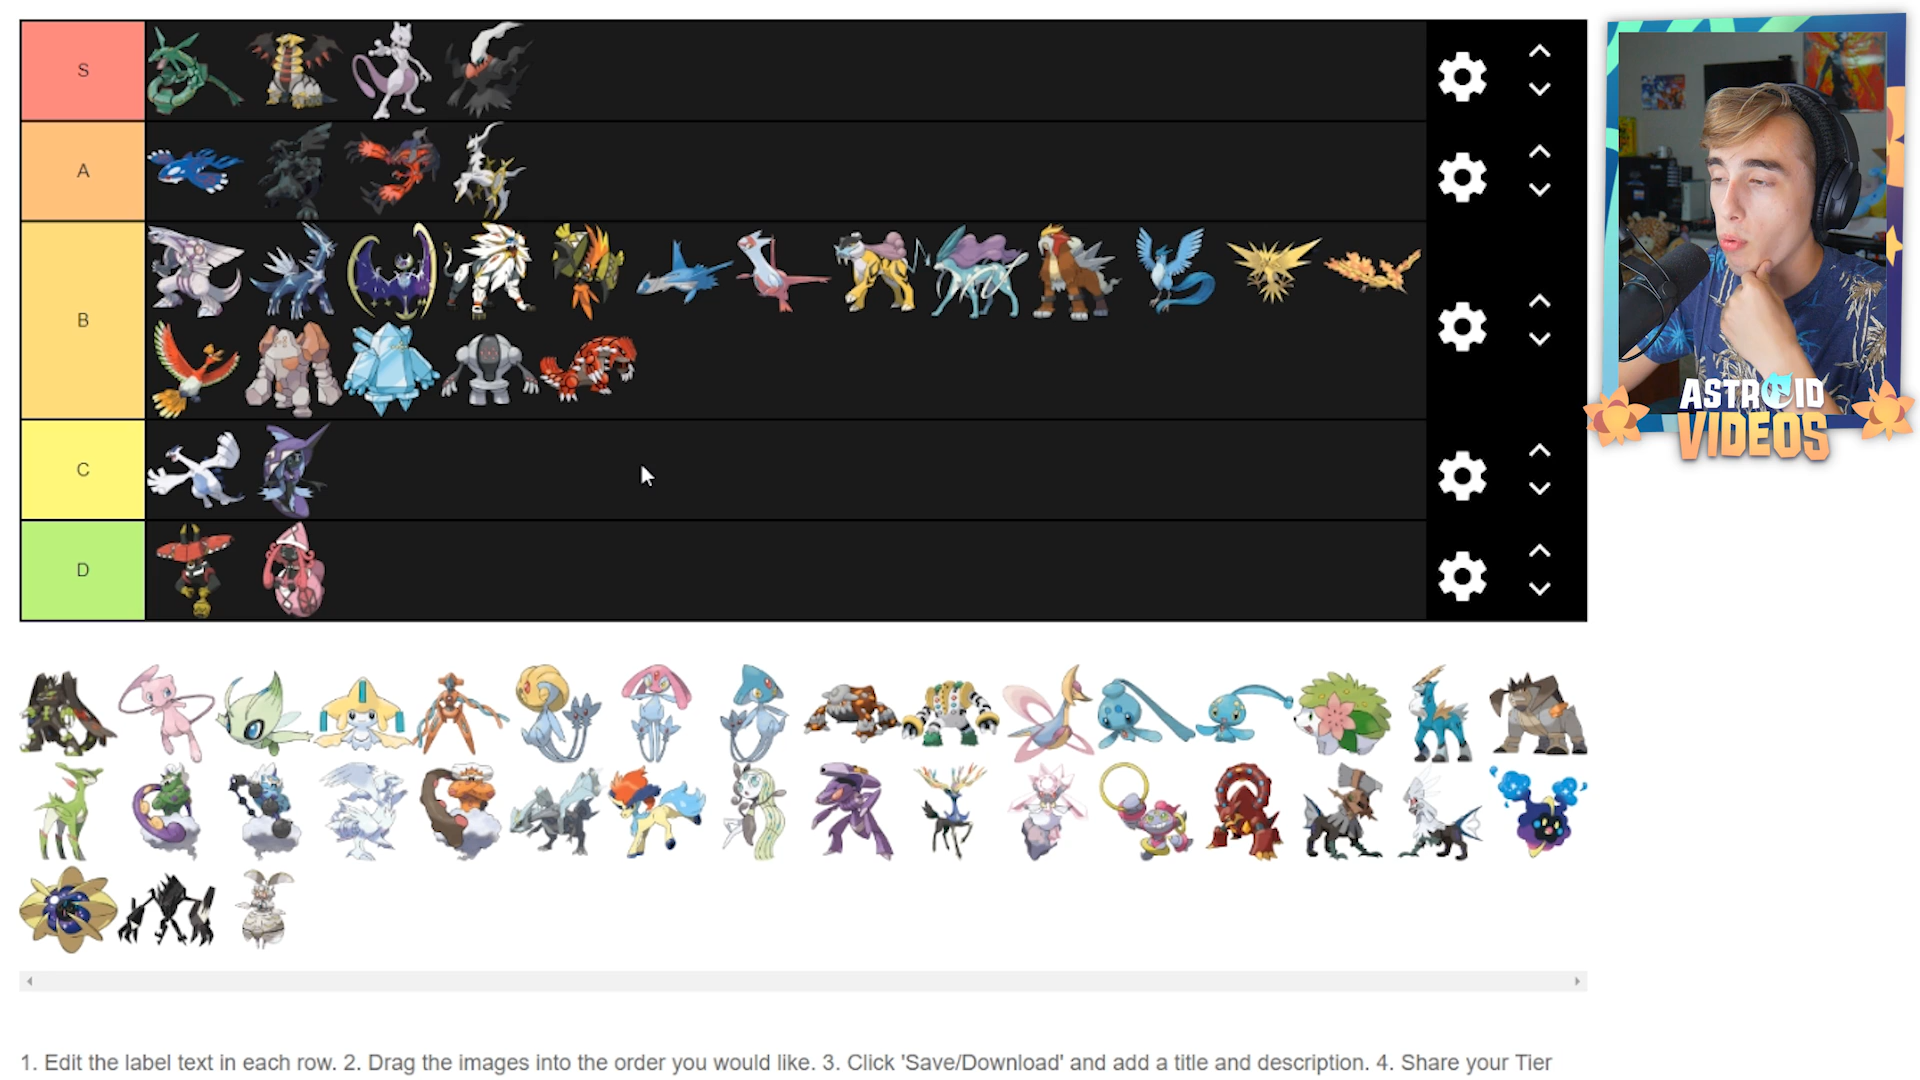 S
A
B
C
D
ASTROID
VIDEOS
1. Edit the label text in each row. 2. Drag the images into the order you would like. 3. Click 'Save/Download' and add a title and description. 4. Share your Tier